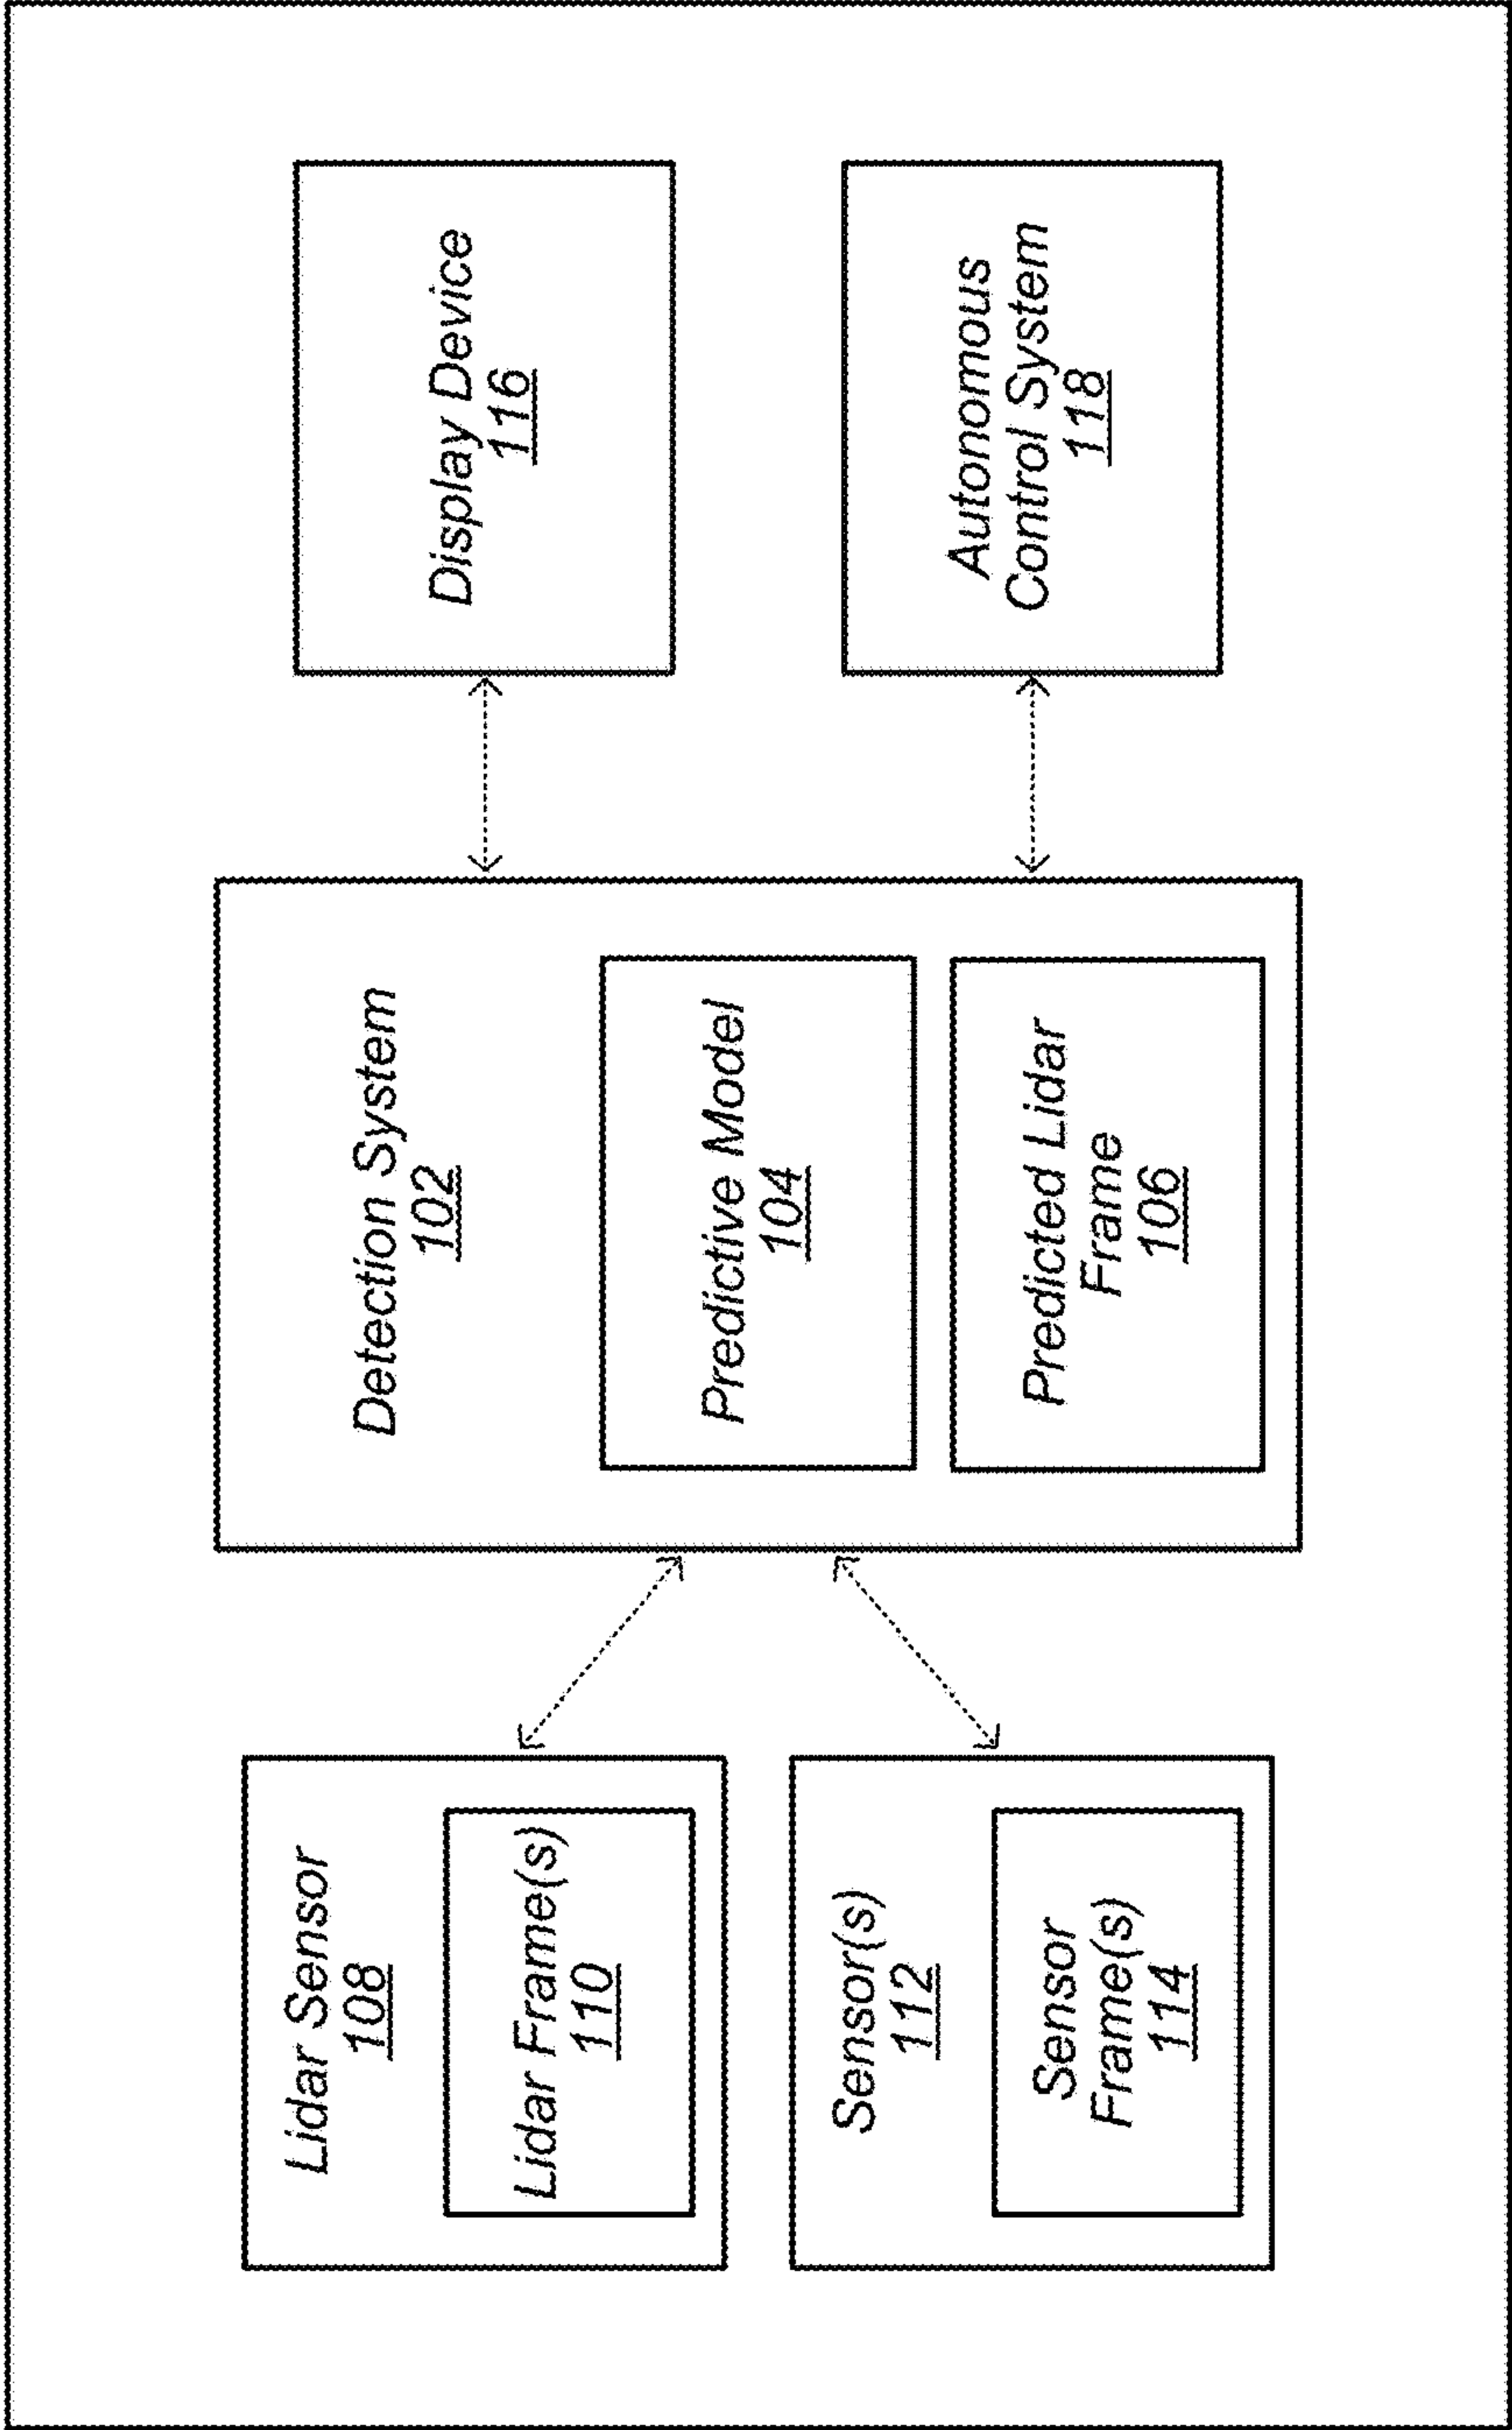 Lidar Sensor
108
Lidar Frame(s)
110
Sensor(s)
112
Sensor
Frame(s)
114
Detection System
102
Predictive Model
104
Predicted Lidar
Frame
106
Display Device
116
Autonomous
Control System
118